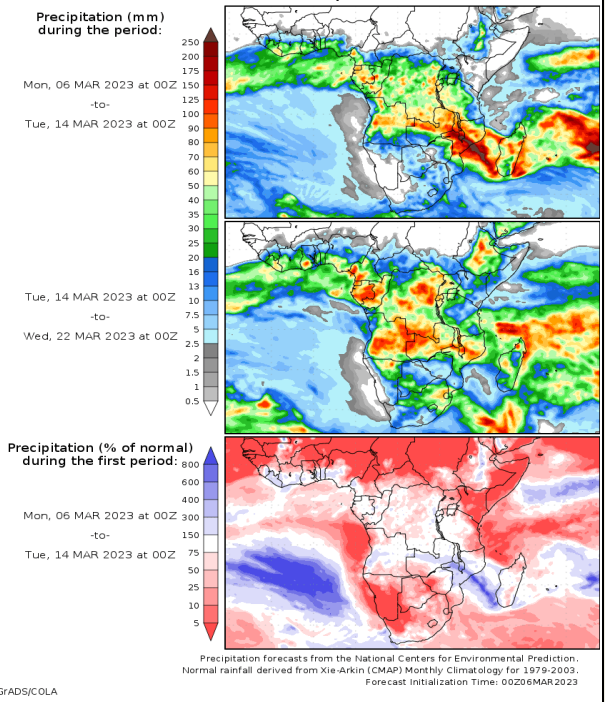 Precipitation (mm)
during the period:
250
200
175
150
125
100
90
80
70
60
50
40
35
30
25
20
16
13
10
7.5
5
2.5
2
1.5
1
0.5
Mon, 06 MAR 2023 at 00Z
-to-
Tue, 14 MAR 2023 at 00Z
Tue, 14 MAR 2023 at 00Z
-to-
Wed, 22 MAR 2023 at 00Z
Precipitation (% of normal)
during the first period:
800
600
400
300
150
75
50
25
10
5
Mon, 06 MAR 2023 at 00Z
-to-
Tue, 14 MAR 2023 at 00Z
Precipitation forecasts from the National Centers for Environmental Prediction.
Normal rainfall derived from Xie-Arkin (CMAP) Monthly Climatology for 1979-2003.
Forecast Initialization Time: 00Z06MAR2023
GrADS/COLA